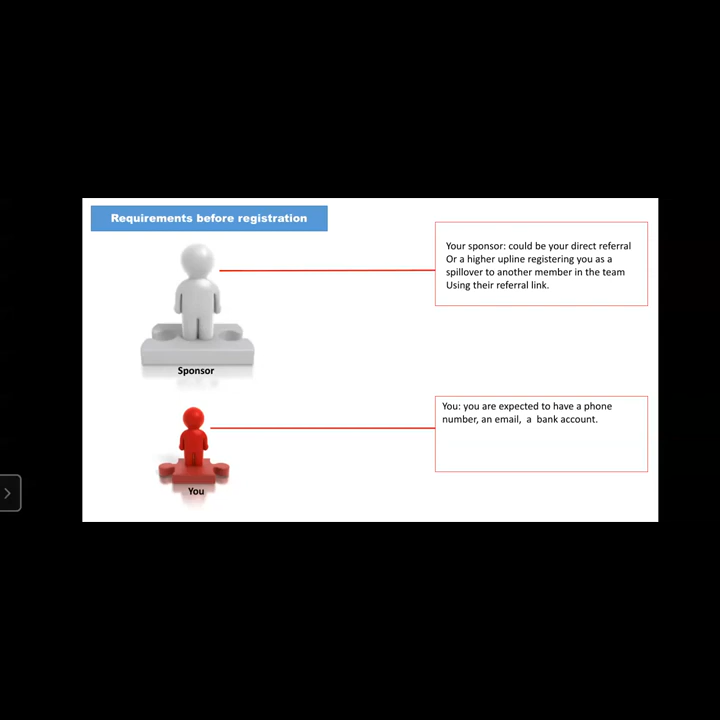 Requirements before registration
Your sponsor: could be your direct referral
Or a higher upline registering you as a
spillover to another member in the team
Using their referral link.
Sponsor
You: you are expected to have a phone
number, an email,  a  bank account.
You